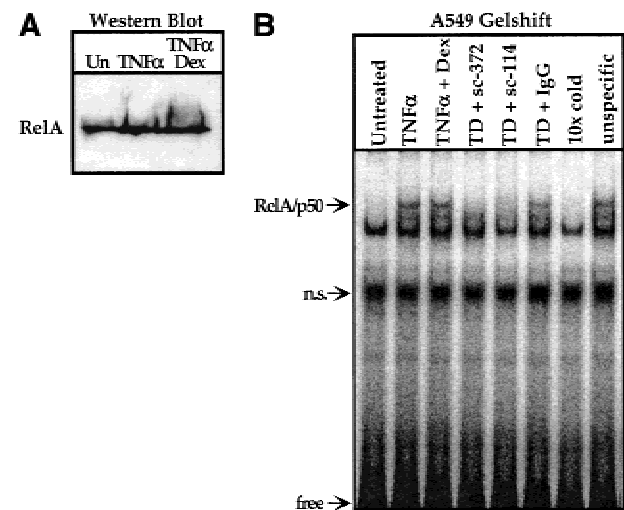 A
Western Blot
Un TNFα TNFα Dex
RelA
B
A549 Gelshift
Untreated
TNFα
TNFα + Dex
TD + sc-372
TD + sc-114
TD + IgG
10x cold
unspecific
RelA/p50
n.s.
free